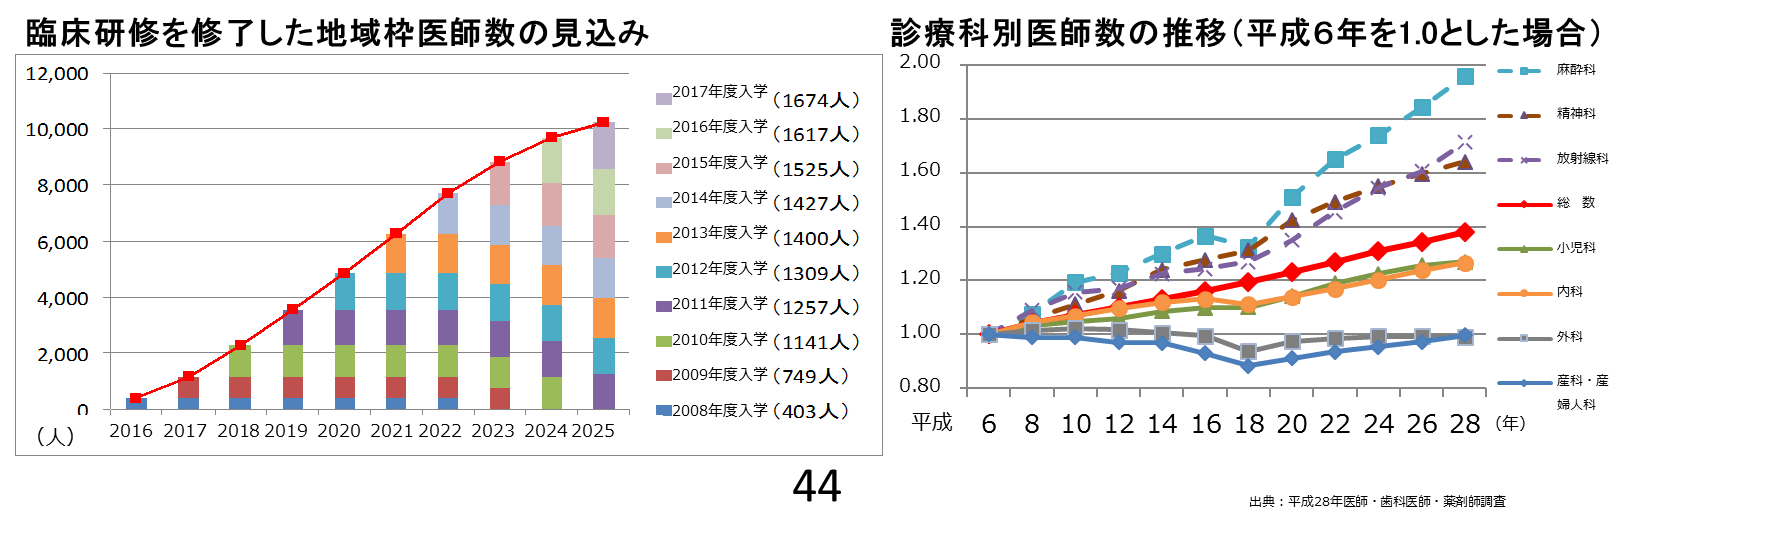 臨床研修を修了した地域枠医師数の見込み
12,000
10,000
8,000
6,000
4,000
2,000
0
(人)
2016 2017 2018 2019 2020 2021 2022 2023 2024 2025
2017年度入学 (1674人)
2016年度入学 (1617人)
2015年度入学 (1525人)
2014年度入学 (1427人)
2013年度入学 (1400人)
2012年度入学 (1309人)
2011年度入学 (1257人)
2010年度入学 (1141人)
2009年度入学 (749人)
2008年度入学 (403人)
診療科別医師数の推移(平成6年を1.0とした場合)
2.00
1.80
1.60
1.40
1.20
1.00
0.80
平成 6 8 10 12 14 16 18 20 22 24 26 28 (年)
麻酔科
精神科
放射線科
総 数
小児科
内科
外科
産科・産
婦人科
44
出典：平成28年医師・歯科医師・薬剤師調査